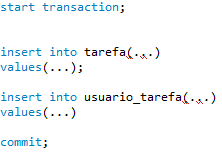 start transaction;
insert into tarefa(...)
values(...);
insert into usuario_tarefa(...)
values(...)
commit;